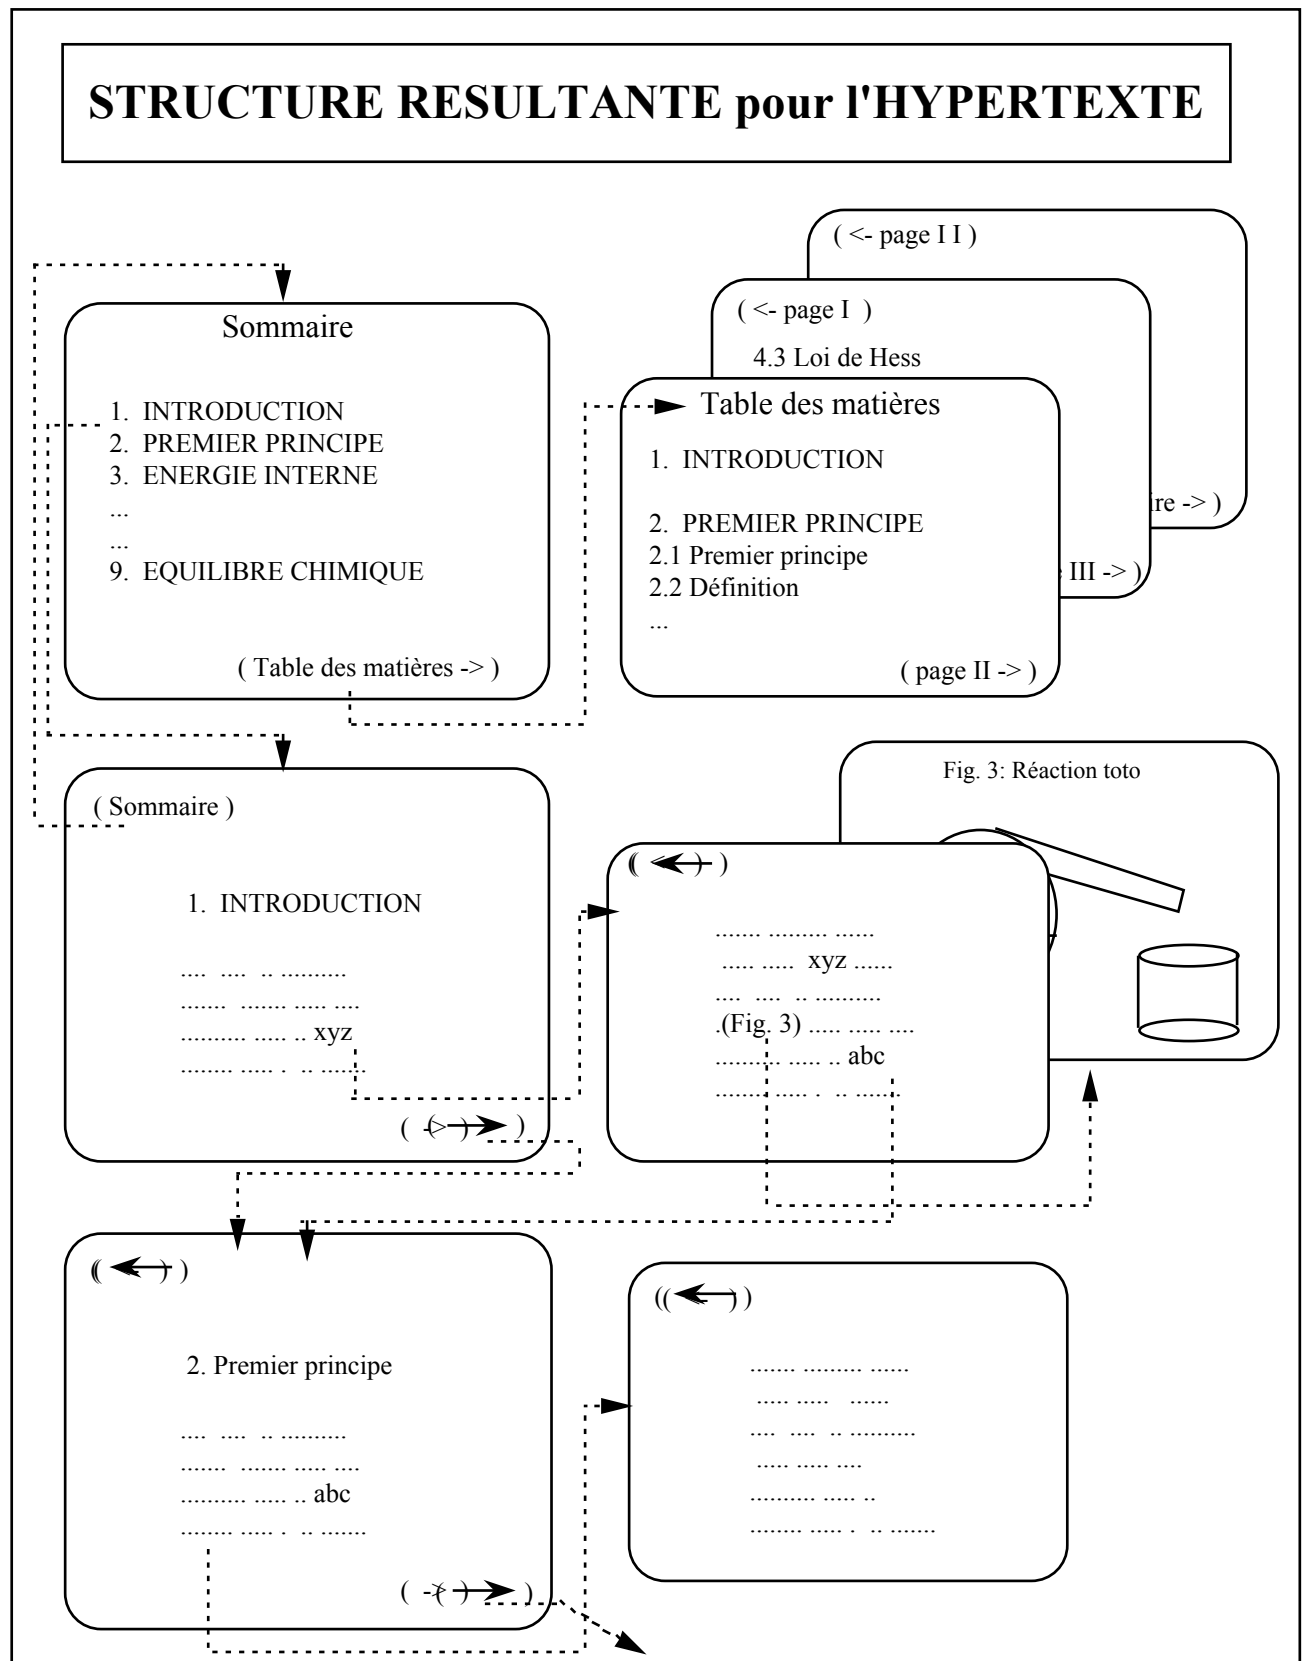 STRUCTURE RESULTANTE pour l'HYPERTEXTE
( <- page I I )
( <- page I )
4.3 Loi de Hess
ire -> )
III -> )
Sommaire
1. INTRODUCTION
2. PREMIER PRINCIPE
3. ENERGIE INTERNE
...
...
9. EQUILIBRE CHIMIQUE
( Table des matières -> )
Table des matières
1. INTRODUCTION
2. PREMIER PRINCIPE
2.1 Premier principe
2.2 Définition
...
( page II -> )
( Sommaire )
1. INTRODUCTION
.... .... .. ..........
....... ....... ..... ....
.......... ..... .. xyz
........ ..... . .. .......
( -> )
Fig. 3: Réaction toto
( <- )
....... ......... ......
..... ..... xyz ......
.... .... .. ..........
.(Fig. 3) ..... ..... ....
.......... ..... .. abc
........ ..... . .. .......
( <- )
2. Premier principe
.... .... .. ..........
....... ....... ..... ....
.......... ..... .. abc
........ ..... . .. .......
( -> )
( <- )
....... ......... ......
..... ..... ......
.... .... .. ..........
..... ..... ....
.......... ..... ..
........ ..... . .. .......